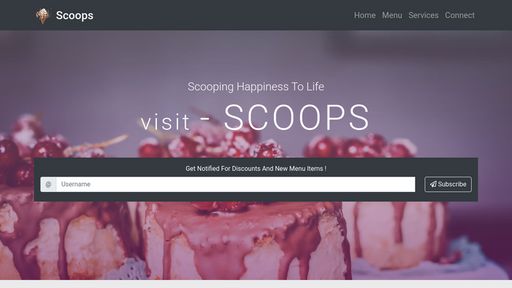 Scoops
Home Menu Services Connect
Scooping Happiness To Life
visit - SCOOPS
Get Notified For Discounts And New Menu Items !
@ Username
Subscribe